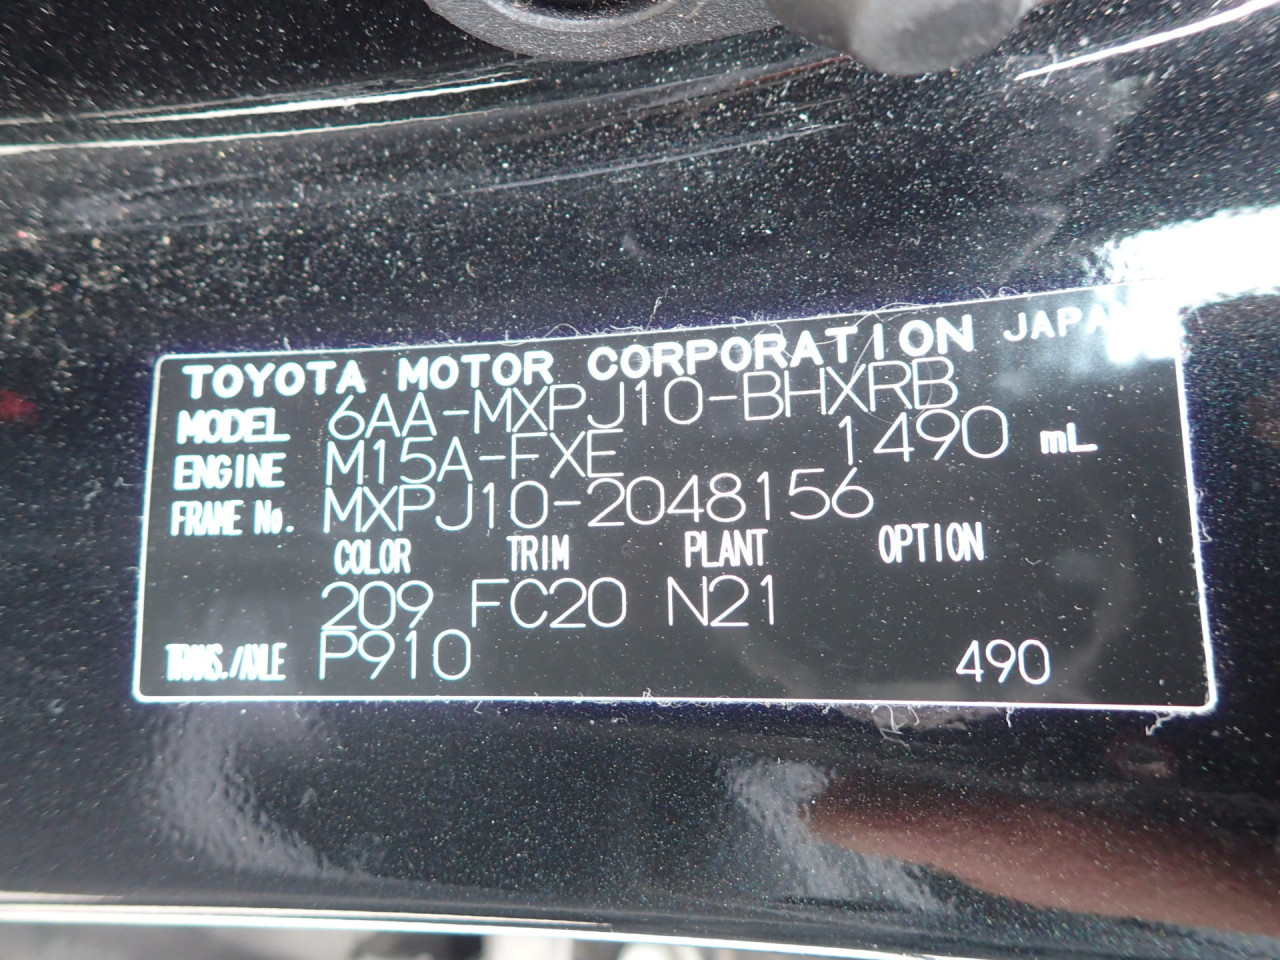 TOYOTA MOTOR CORPORATION JAPAN
MODEL 6AA-MXPJ10-BHXRB
ENGINE M15A-FXE 1490 mL
FRAME No. MXPJ10-2048156
COLOR TRIM PLANT OPTION
209 FC20 N21
TRANS./AXLE P910 490